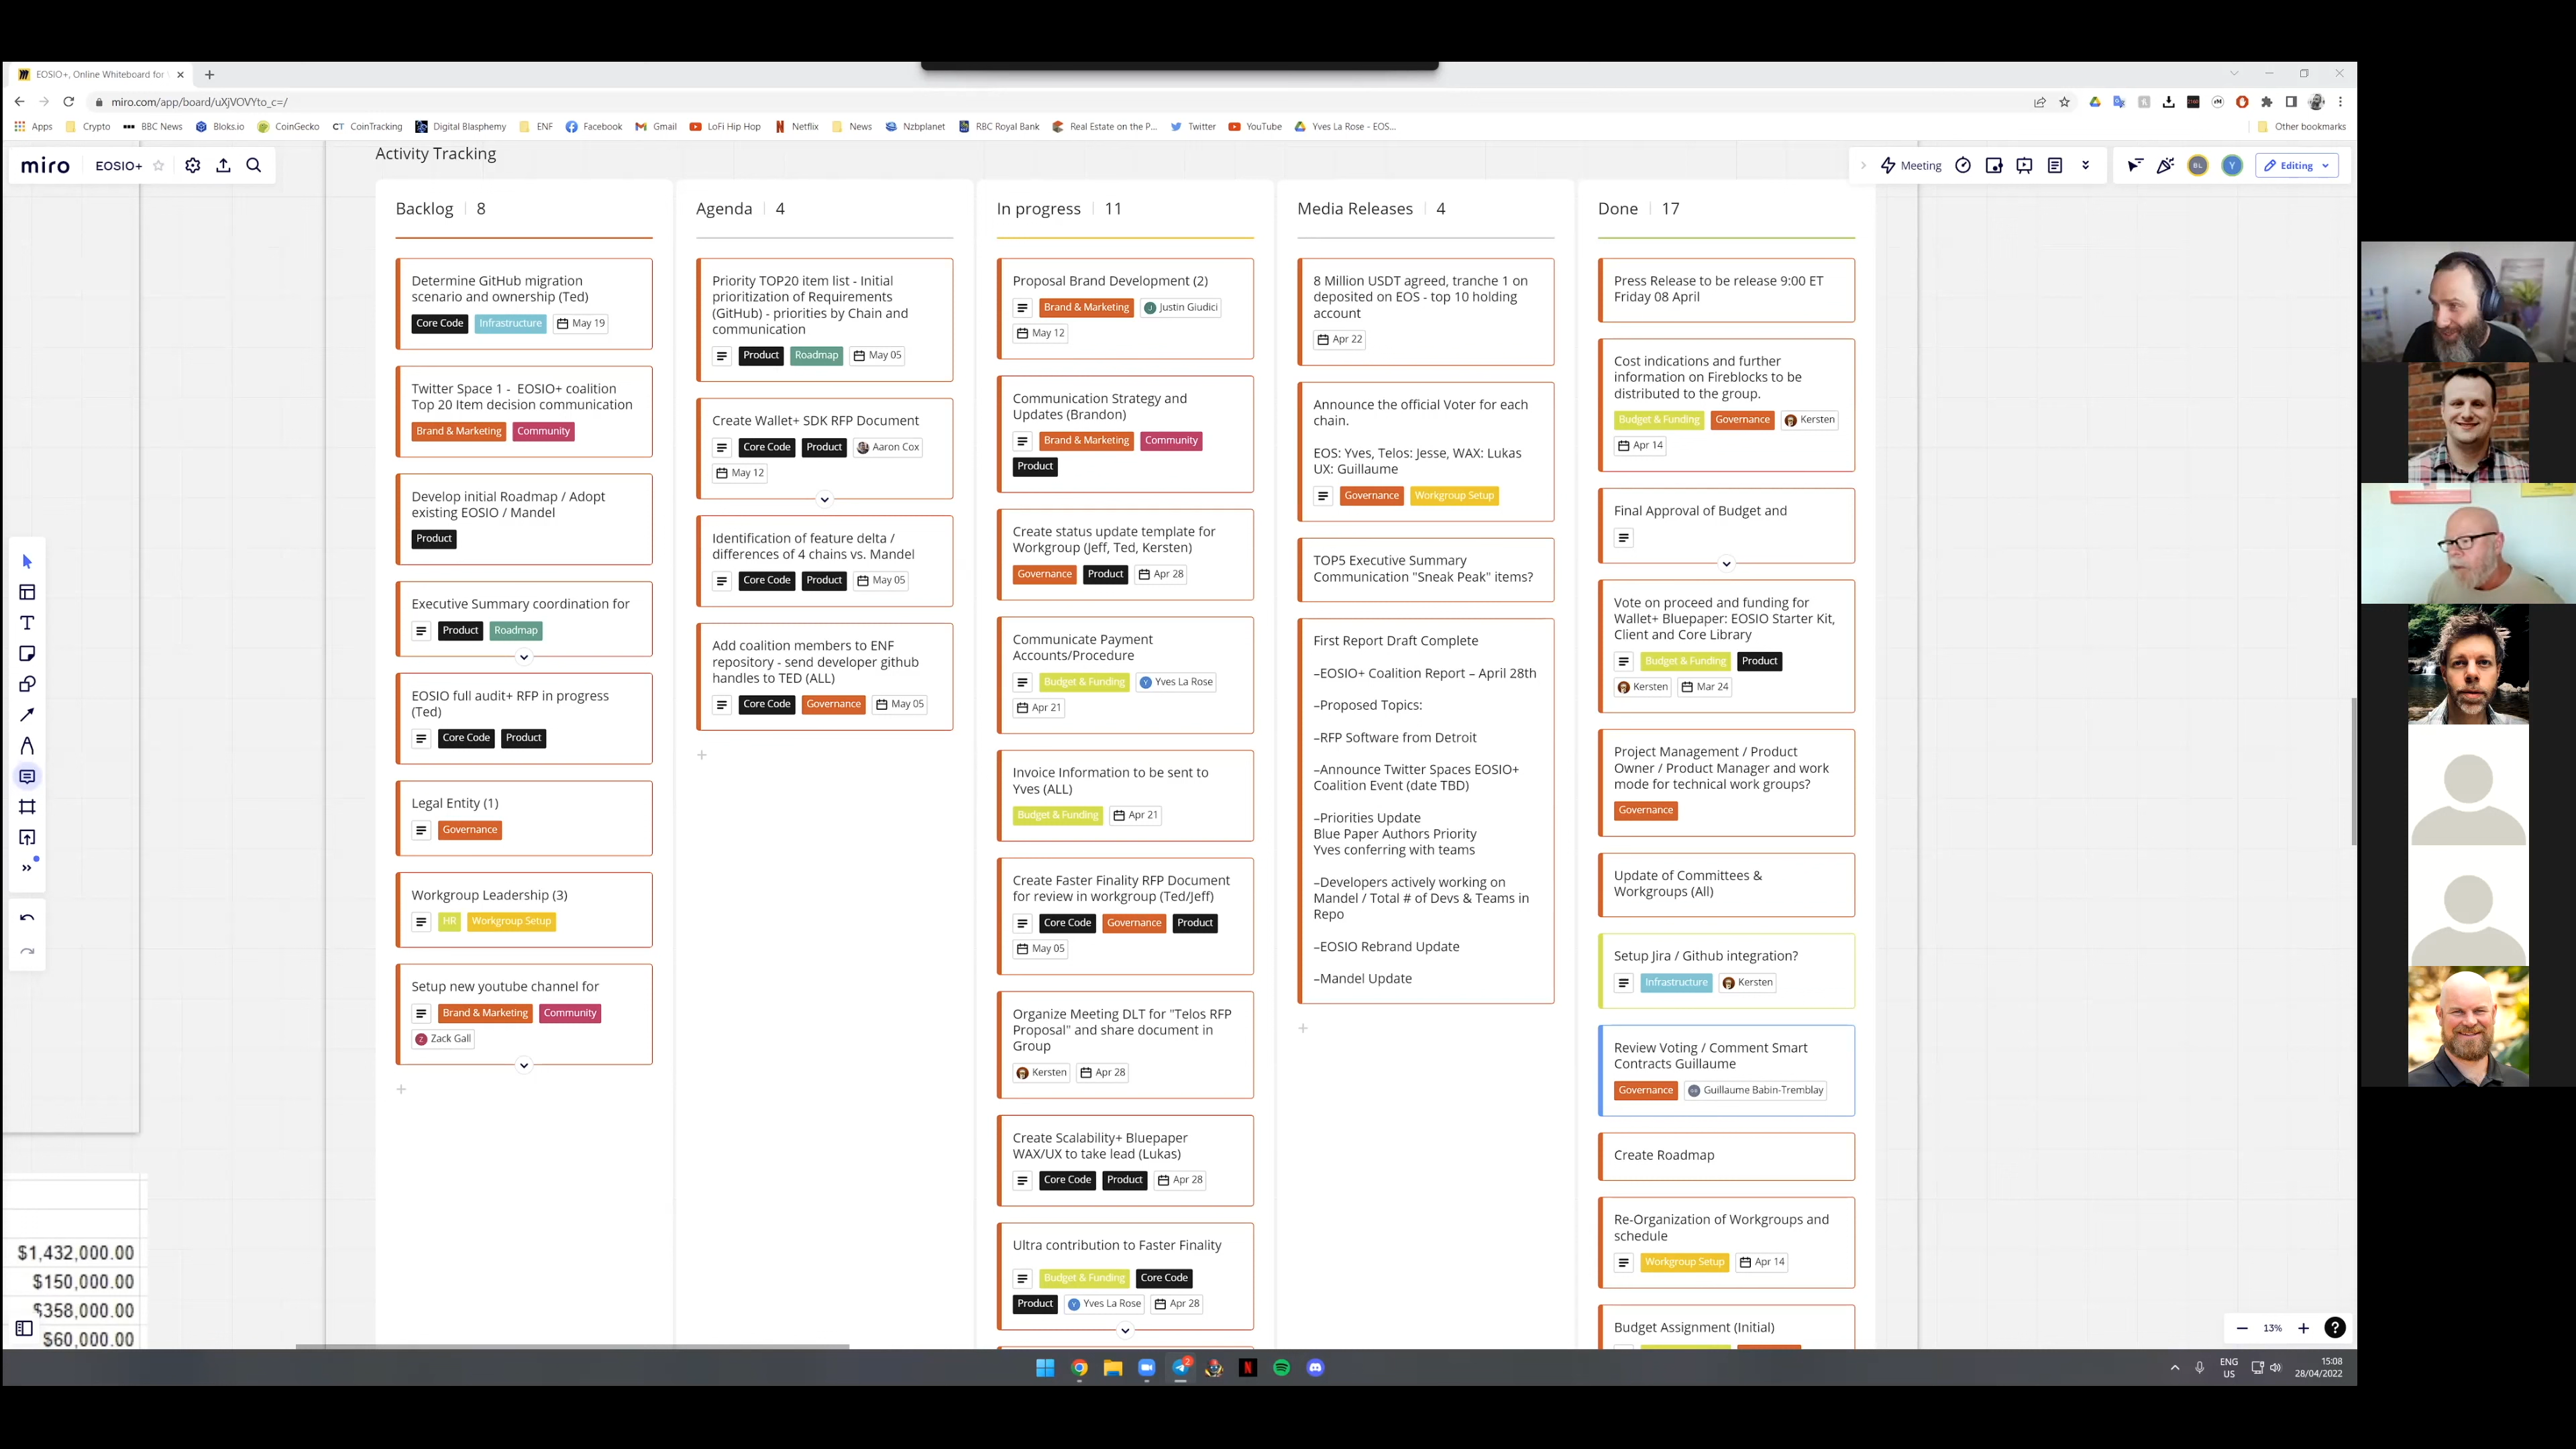 EOSIO+, Online Whiteboard for
miro.com/app/board/uXjVOVYto_c=/
Apps
Crypto
BBC News
Bloks.io
CoinGecko
CT CoinTracking
Digital Blasphemy
ENF
Facebook
Gmail
LoFi Hip Hop
Netflix
News
Nzbplanet
RBC Royal Bank
Real Estate on the P...
Twitter
YouTube
Yves La Rose - EOS...
Other bookmarks
miro
EOSIO+
Activity Tracking
Meeting
BL
Y
Editing
Backlog 8
Determine GitHub migration
scenario and ownership (Ted)
Core Code Infrastructure May 19
Twitter Space 1 - EOSIO+ coalition
Top 20 Item decision communication
Brand & Marketing Community
Develop initial Roadmap / Adopt
existing EOSIO / Mandel
Product
Executive Summary coordination for
Product Roadmap
EOSIO full audit+ RFP in progress
(Ted)
Core Code Product
Legal Entity (1)
Governance
Workgroup Leadership (3)
HR Workgroup Setup
Setup new youtube channel for
Brand & Marketing Community
Zack Gall
Agenda 4
Priority TOP20 item list - Initial
prioritization of Requirements
(GitHub) - priorities by Chain and
communication
Product Roadmap May 05
Create Wallet+ SDK RFP Document
Core Code Product Aaron Cox
May 12
Identification of feature delta /
differences of 4 chains vs. Mandel
Core Code Product May 05
Add coalition members to ENF
repository - send developer github
handles to TED (ALL)
Core Code Governance May 05
In progress 11
Proposal Brand Development (2)
Brand & Marketing Justin Giudici
May 12
Communication Strategy and
Updates (Brandon)
Brand & Marketing Community
Product
Create status update template for
Workgroup (Jeff, Ted, Kersten)
Governance Product Apr 28
Communicate Payment
Accounts/Procedure
Budget & Funding Yves La Rose
Apr 21
Invoice Information to be sent to
Yves (ALL)
Budget & Funding Apr 21
Create Faster Finality RFP Document
for review in workgroup (Ted/Jeff)
Core Code Governance Product
May 05
Organize Meeting DLT for "Telos RFP
Proposal" and share document in
Group
Kersten Apr 28
Create Scalability+ Bluepaper
WAX/UX to take lead (Lukas)
Core Code Product Apr 28
Ultra contribution to Faster Finality
Budget & Funding Core Code
Product Yves La Rose Apr 28
Media Releases 4
8 Million USDT agreed, tranche 1 on
deposited on EOS - top 10 holding
account
Apr 22
Announce the official Voter for each
chain.
EOS: Yves, Telos: Jesse, WAX: Lukas
UX: Guillaume
Governance Workgroup Setup
TOP5 Executive Summary
Communication "Sneak Peak" items?
First Report Draft Complete
–EOSIO+ Coalition Report – April 28th
–Proposed Topics:
–RFP Software from Detroit
–Announce Twitter Spaces EOSIO+
Coalition Event (date TBD)
–Priorities Update
Blue Paper Authors Priority
Yves conferring with teams
–Developers actively working on
Mandel / Total # of Devs & Teams in
Repo
–EOSIO Rebrand Update
–Mandel Update
Done 17
Press Release to be release 9:00 ET
Friday 08 April
Cost indications and further
information on Fireblocks to be
distributed to the group.
Budget & Funding Governance Kersten
Apr 14
Final Approval of Budget and
Vote on proceed and funding for
Wallet+ Bluepaper: EOSIO Starter Kit,
Client and Core Library
Budget & Funding Product
Kersten Mar 24
Project Management / Product
Owner / Product Manager and work
mode for technical work groups?
Governance
Update of Committees &
Workgroups (All)
Setup Jira / Github integration?
Infrastructure Kersten
Review Voting / Comment Smart
Contracts Guillaume
Governance Guillaume Babin-Tremblay
Create Roadmap
Re-Organization of Workgroups and
schedule
Workgroup Setup Apr 14
Budget Assignment (Initial)
$1,432,000.00
$150,000.00
$358,000.00
$60,000.00
13%
2
ENG
US
15:08
28/04/2022